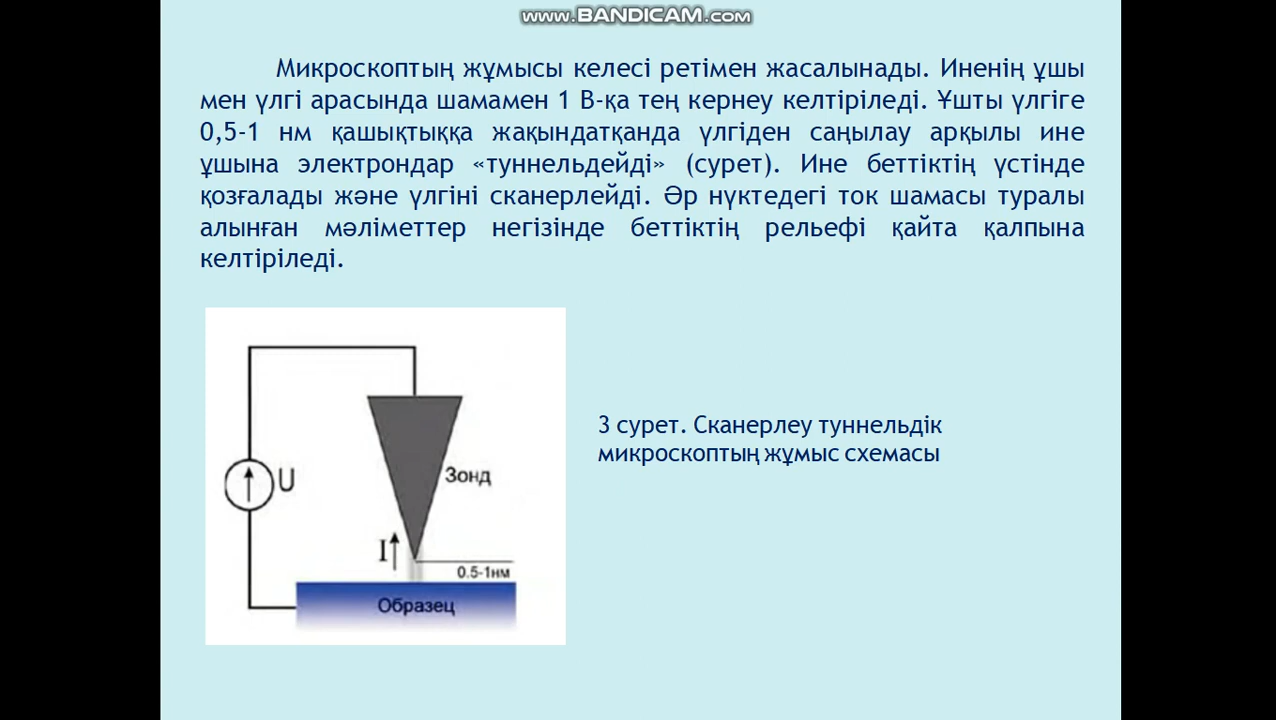 www.BANDICAM.com
Микроскоптың жұмысы келесі ретімен жасалынады. Иненің ұшы
мен үлгі арасында шамамен 1 В-қа тең кернеу келтіріледі. Ұшты үлгіге
0,5-1 нм қашықтыққа жақындатқанда үлгіден саңылау арқылы ине
ұшына электрондар «туннельдейді» (сурет). Ине беттіктің үстінде
қозғалады және үлгіні сканерлейді. Әр нүктедегі ток шамасы туралы
алынған мәліметтер негізінде беттіктің рельефі қайта қалпына
келтіріледі.
3 сурет. Сканерлеу туннельдік
микроскоптың жұмыс схемасы
U
Зонд
I
0.5-1нм
Образец